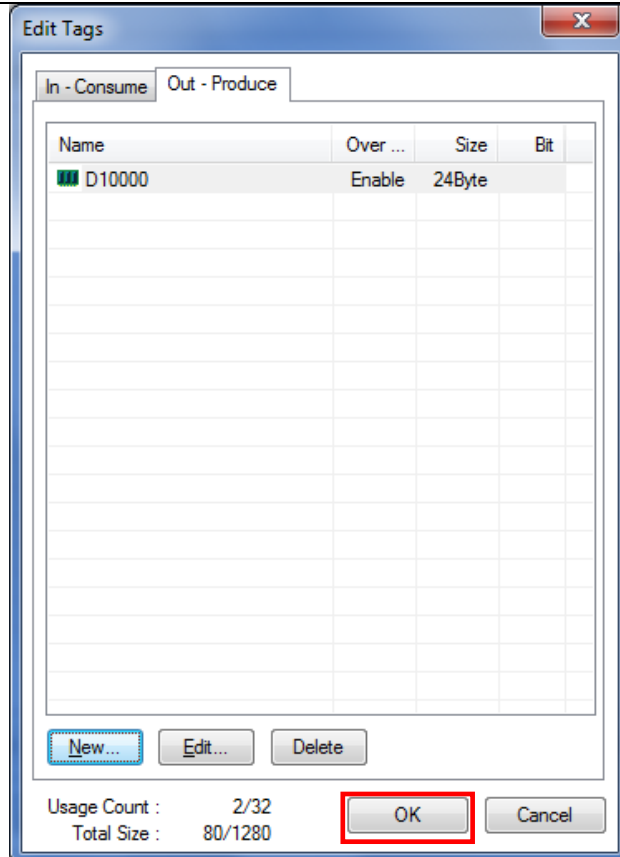 Edit Tags
In - Consume Out - Produce
Name Over ... Size Bit
D10000 Enable 24Byte
New... Edit... Delete
Usage Count : 2/32
Total Size : 80/1280
OK Cancel